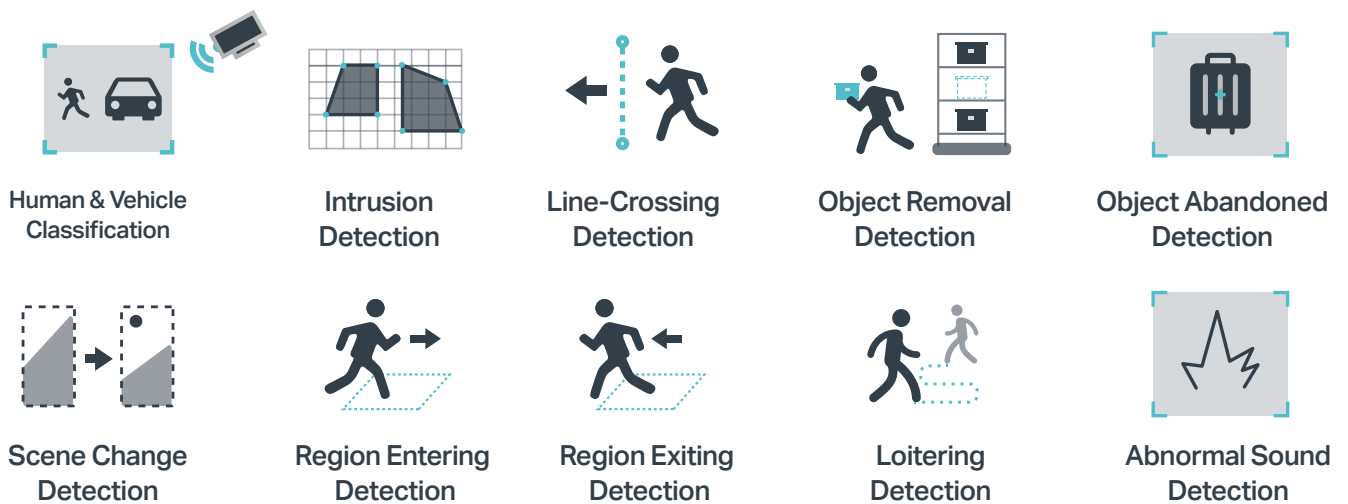 Human & Vehicle
Classification
Intrusion
Detection
Line-Crossing
Detection
Object Removal
Detection
Object Abandoned
Detection
Scene Change
Detection
Region Entering
Detection
Region Exiting
Detection
Loitering
Detection
Abnormal Sound
Detection